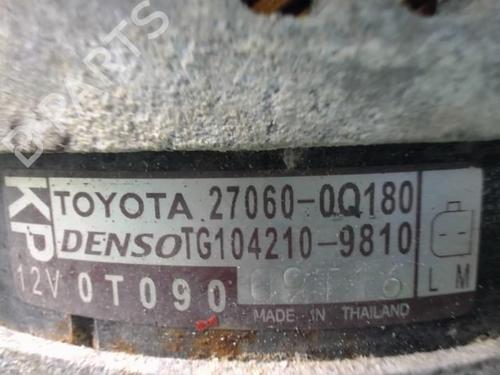 B PARTS
KP
TOYOTA 27060-0Q180
DENSO TG104210-9810
12V 0T090
L M
MADE IN THAILAND